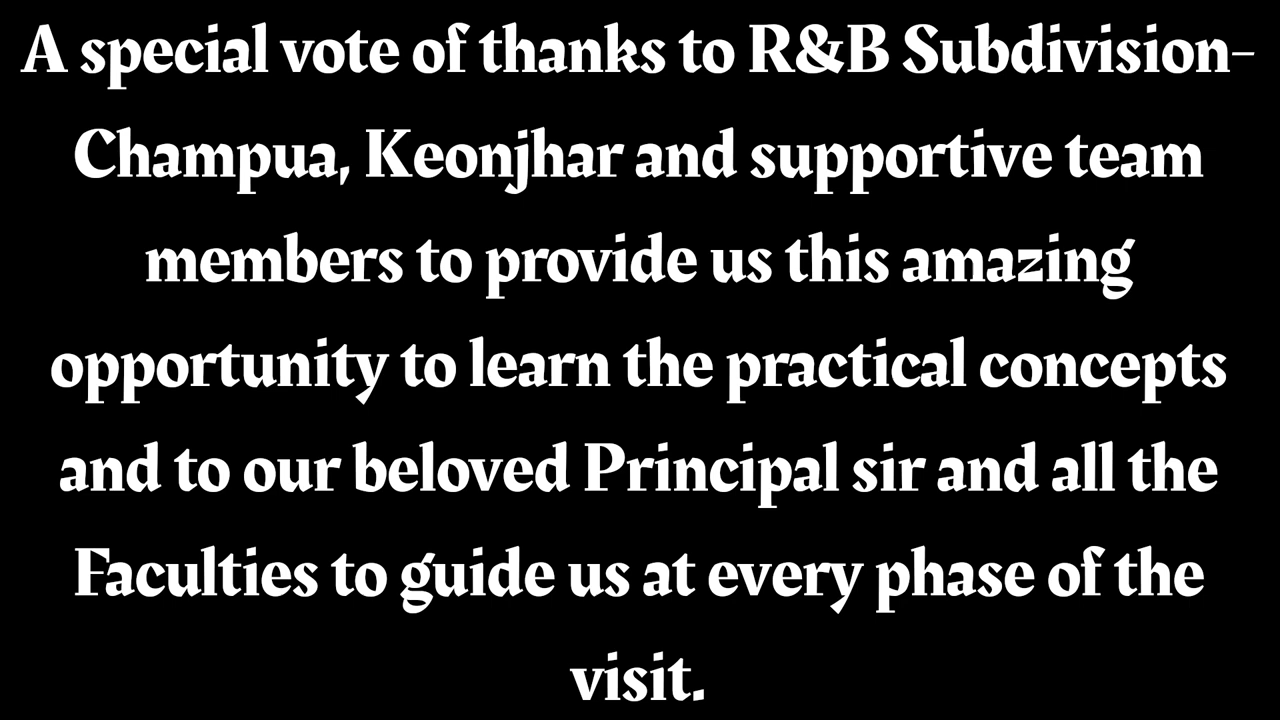 A special vote of thanks to R&B Subdivision-
Champua, Keonjhar and supportive team
members to provide us this amazing
opportunity to learn the practical concepts
and to our beloved Principal sir and all the
Faculties to guide us at every phase of the
visit.